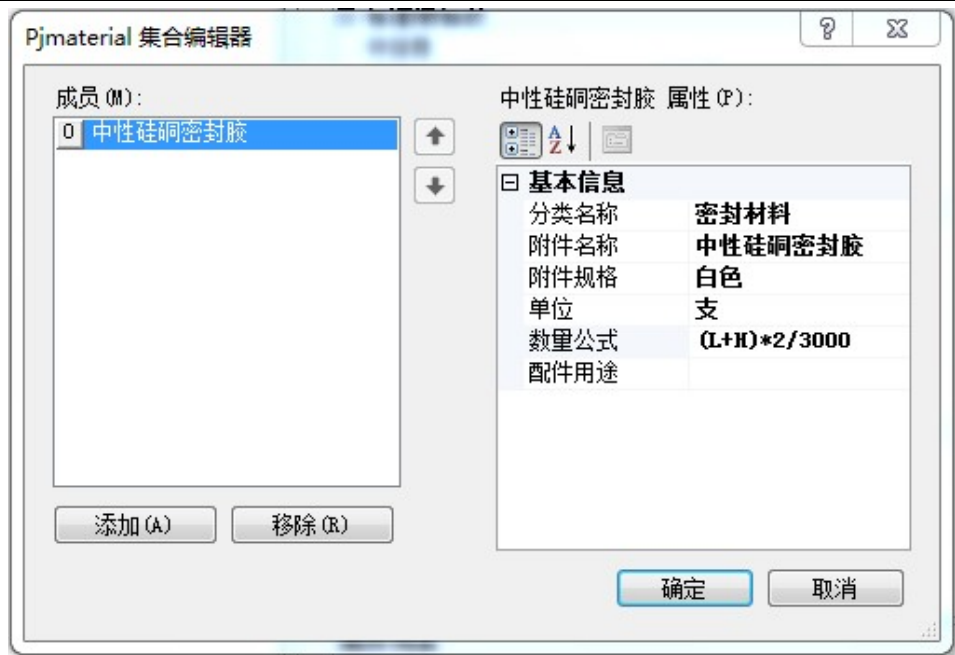 Pjmaterial 集合编辑器
成员(M):
0 中性硅硐密封胶
添加(A)
移除(R)
中性硅硐密封胶 属性(P):
基本信息
分类名称 密封材料
附件名称 中性硅硐密封胶
附件规格 白色
单位 支
数量公式 (L+H)*2/3000
配件用途
确定
取消